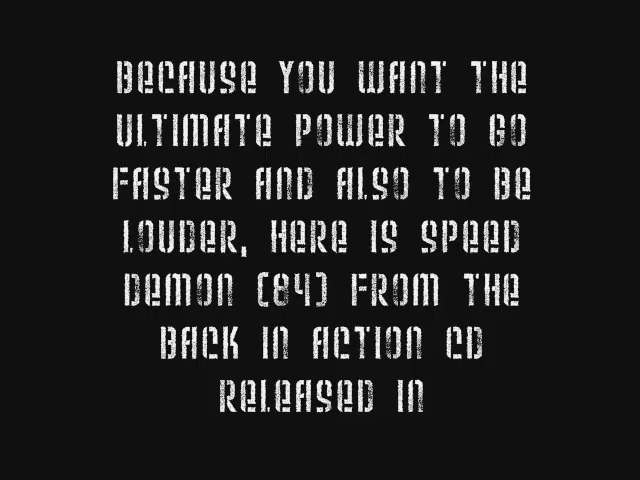 BECAUSE YOU WANT THE
ULTIMATE POWER TO GO
FASTER AND ALSO TO BE
LOUDER, HERE IS SPEED
DEMON (84) FROM THE
BACK IN ACTION CD
RELEASED IN